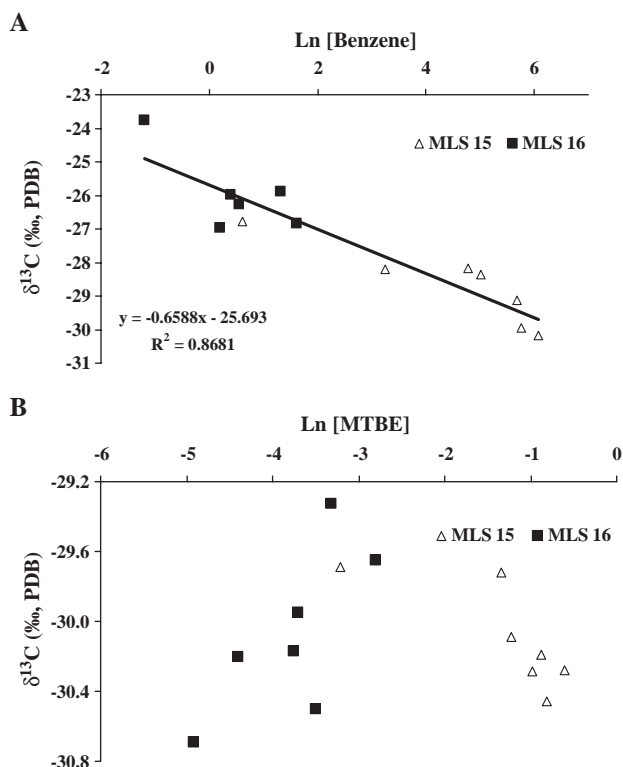 A
Ln [Benzene]
-2 0 2 4 6
-23
-24
-25
-26
-27
-28
-29
-30
-31
δ¹³C (‰, PDB)
△ MLS 15 ■ MLS 16
y = -0.6588x - 25.693
R² = 0.8681
B
Ln [MTBE]
-6 -5 -4 -3 -2 -1 0
-29.2
-29.6
-30.0
-30.4
-30.8
δ¹³C (‰, PDB)
△ MLS 15 ■ MLS 16